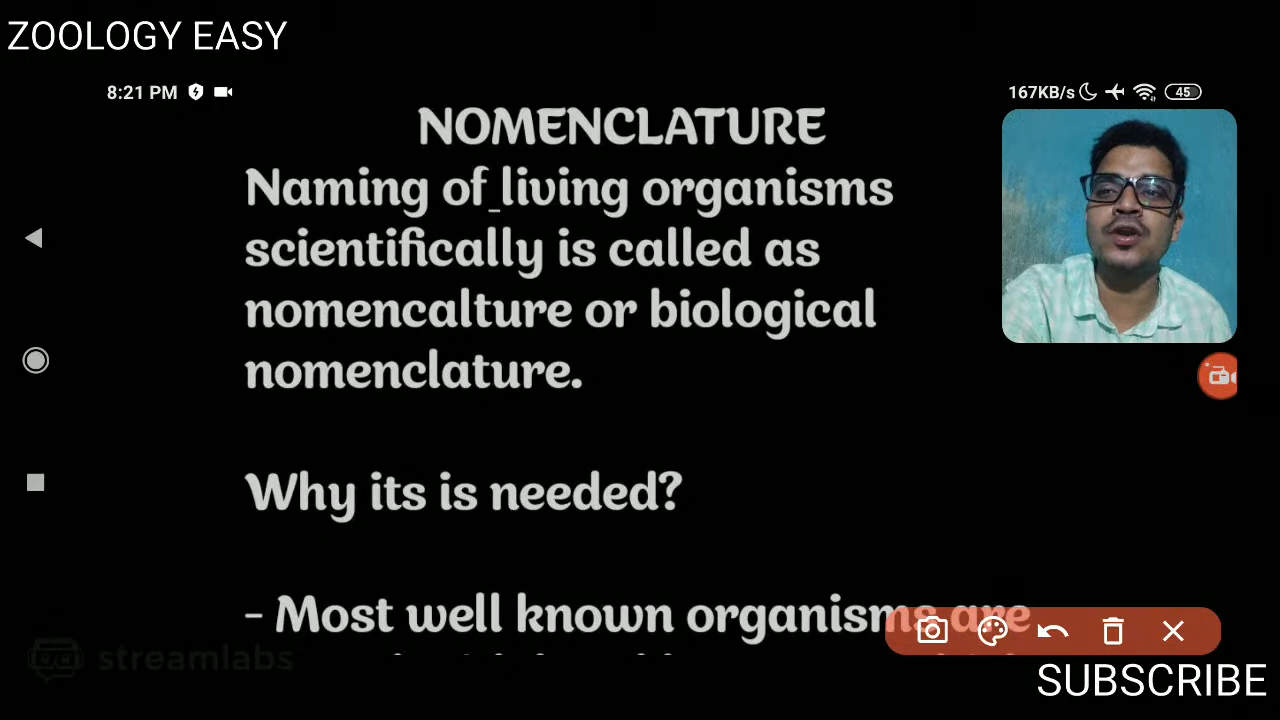 ZOOLOGY EASY
8:21 PM
167KB/s
45
NOMENCLATURE
Naming of living organisms
scientifically is called as
nomencalture or biological
nomenclature.
Why its is needed?
- Most well known organisms are
streamlabs
SUBSCRIBE